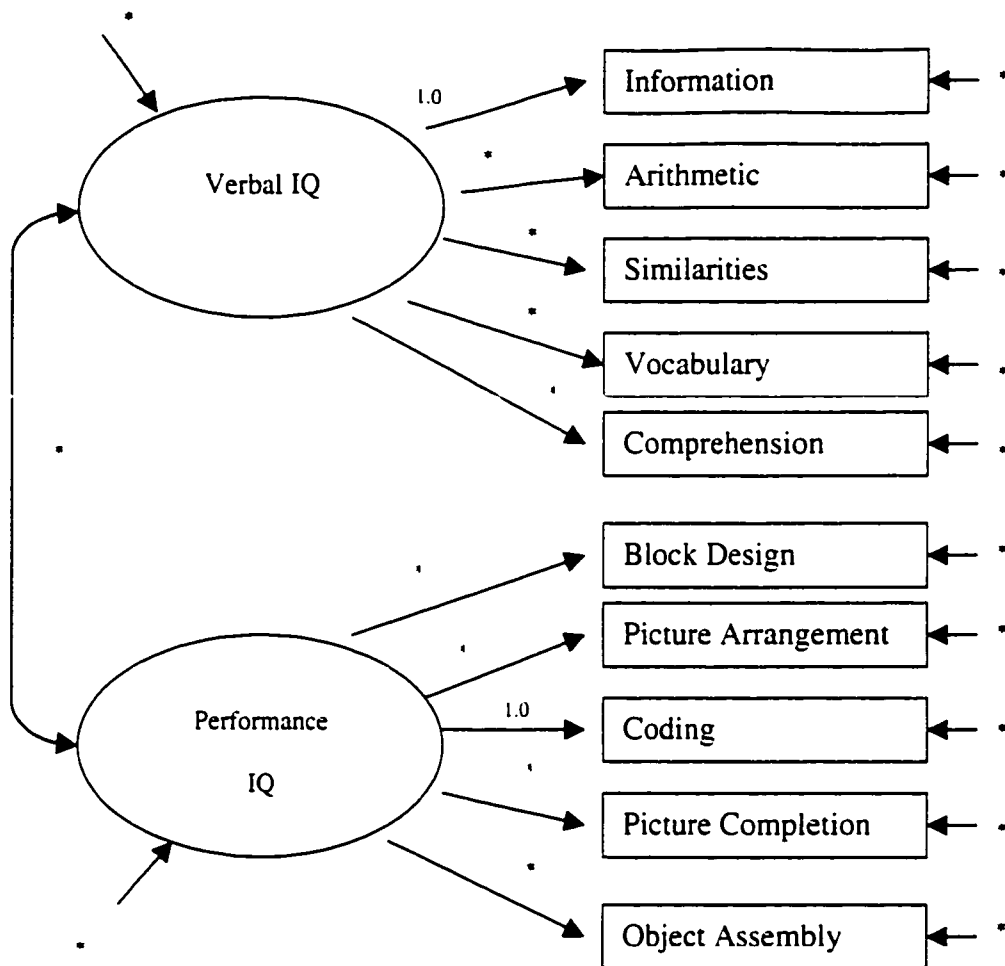 *
1.0
Information
*
*
Arithmetic
*
Verbal IQ
*
Similarities
*
*
Vocabulary
*
*
Comprehension
*
*
Block Design
*
Picture Arrangement
*
Performance
IQ
1.0
Coding
*
Picture Completion
*
*
Object Assembly
*
*